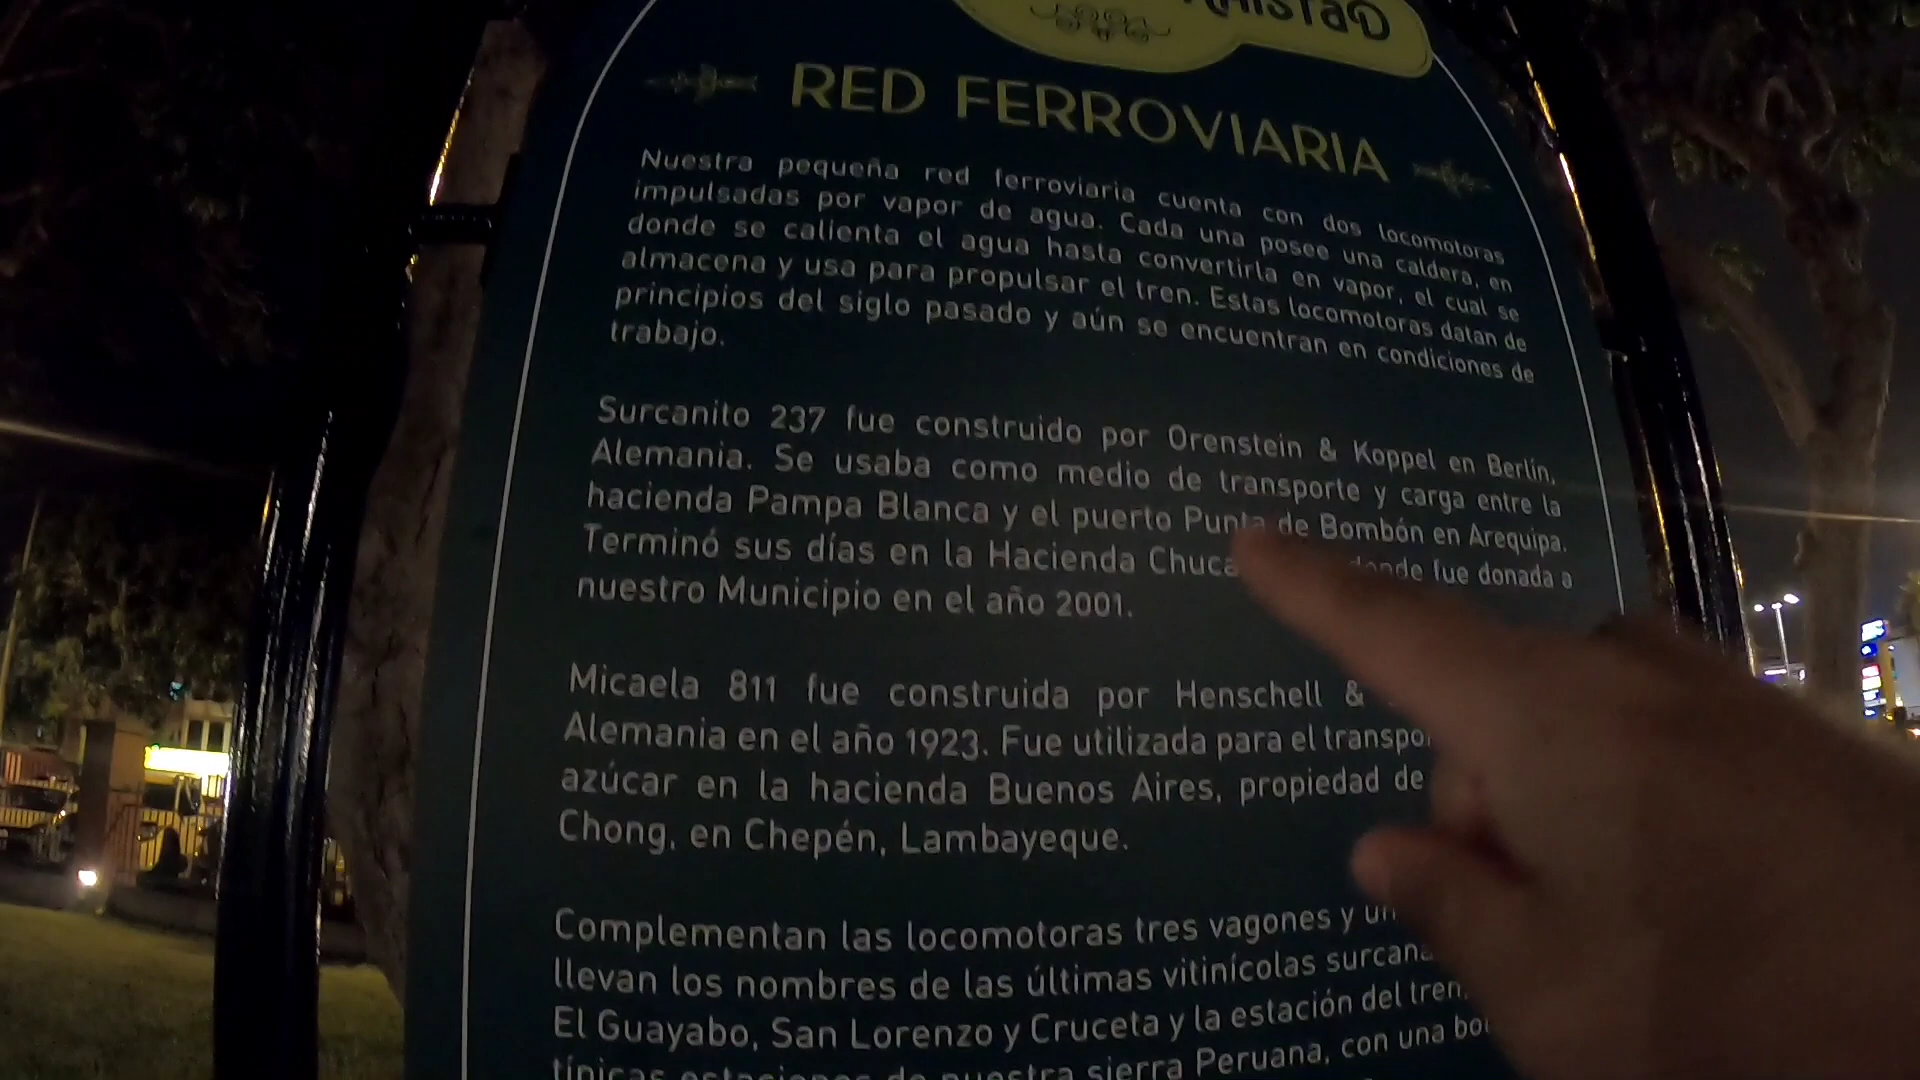 RED FERROVIARIA
Nuestra pequeña red ferroviaria cuenta con dos locomotoras
impulsadas por vapor de agua. Cada una posee una caldera, en
donde se calienta el agua hasta convertirla en vapor, el cual se
almacena y usa para propulsar el tren. Estas locomotoras datan de
principios del siglo pasado y aún se encuentran en condiciones de
trabajo.
Surcanito 237 fue construido por Orenstein & Koppel en Berlín,
Alemania. Se usaba como medio de transporte y carga entre la
hacienda Pampa Blanca y el puerto Punta de Bombón en Arequipa.
Terminó sus días en la Hacienda donde fue donada a
nuestro Municipio en el año 2001.
Micaela 811 fue construida por Henschell &
Alemania en el año 1923. Fue utilizada para el
azúcar en la hacienda Buenos Aires, propiedad de
Chong, en Chepén, Lambayeque.
Complementan las locomotoras tres vagones y
llevan los nombres de las últimas vitinícolas
El Guayabo, San Lorenzo y Cruceta y la estación del tren,
típicas estaciones de nuestra sierra Peruana, con una